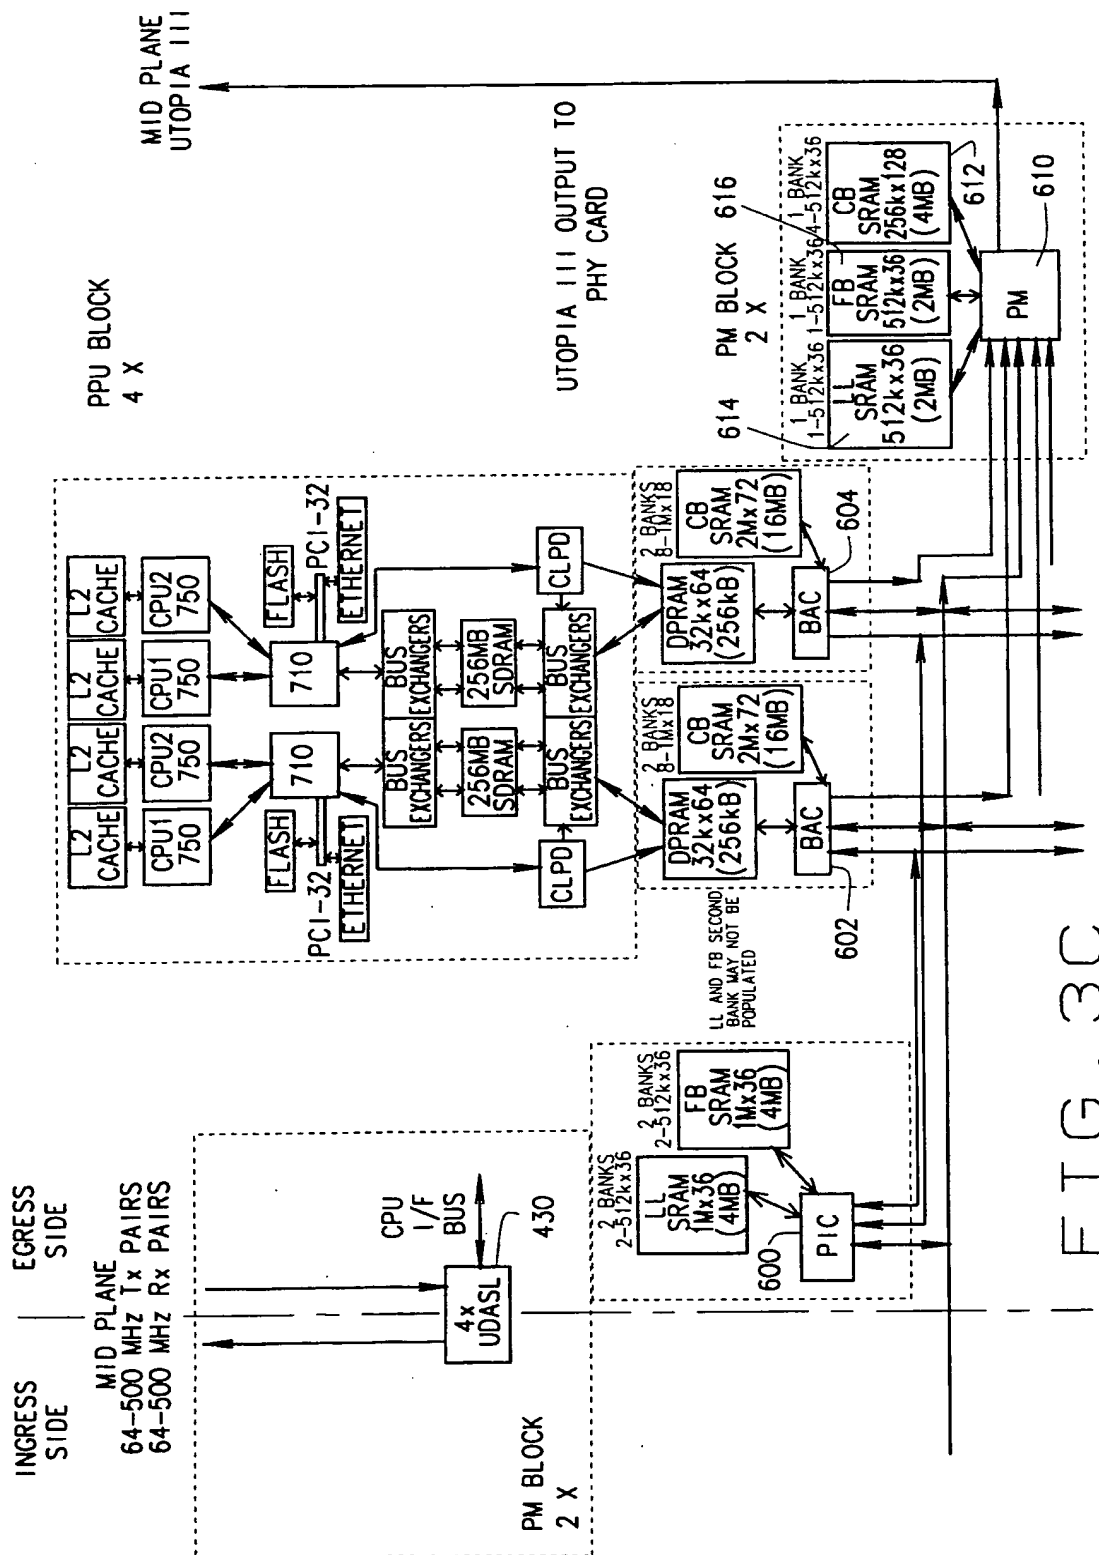 INGRESS
SIDE
EGRESS
SIDE
MID PLANE
64-500 MHz Tx PAIRS
64-500 MHz Rx PAIRS
PM BLOCK
2 X
4x
UDASL
CPU
I/F
BUS
430
2 BANKS
2-512kx36
LL
SRAM
1Mx36
(4MB)
2 BANKS
2-512kx36
FB
SRAM
1Mx36
(4MB)
600
PIC
LL AND FB SECOND
BANK MAY NOT BE
POPULATED
PPU BLOCK
4 X
L2
CACHE
L2
CACHE
L2
CACHE
L2
CACHE
CPU1
750
CPU2
750
CPU1
750
CPU2
750
FLASH
710
710
FLASH
PCI-32
PCI-32
ETHERNET
ETHERNET
BUS
EXCHANGERS
BUS
EXCHANGERS
256MB
SDRAM
256MB
SDRAM
CLPD
BUS
EXCHANGERS
BUS
EXCHANGERS
CLPD
DPRAM
32kx64
(256kB)
2 BANKS
8-1Mx18
CB
SRAM
2Mx72
(16MB)
BAC
602
DPRAM
32kx64
(256kB)
2 BANKS
8-1Mx18
CB
SRAM
2Mx72
(16MB)
BAC
604
MID PLANE
UTOPIA III
UTOPIA III OUTPUT TO
PHY CARD
614
PM BLOCK
2 X
616
1 BANK
1-512kx36
LL
SRAM
512kx36
(2MB)
1 BANK
1-512kx36
FB
SRAM
512kx36
(2MB)
1 BANK
4-512kx36
CB
SRAM
256kx128
(4MB)
612
PM
610
FIG.3C